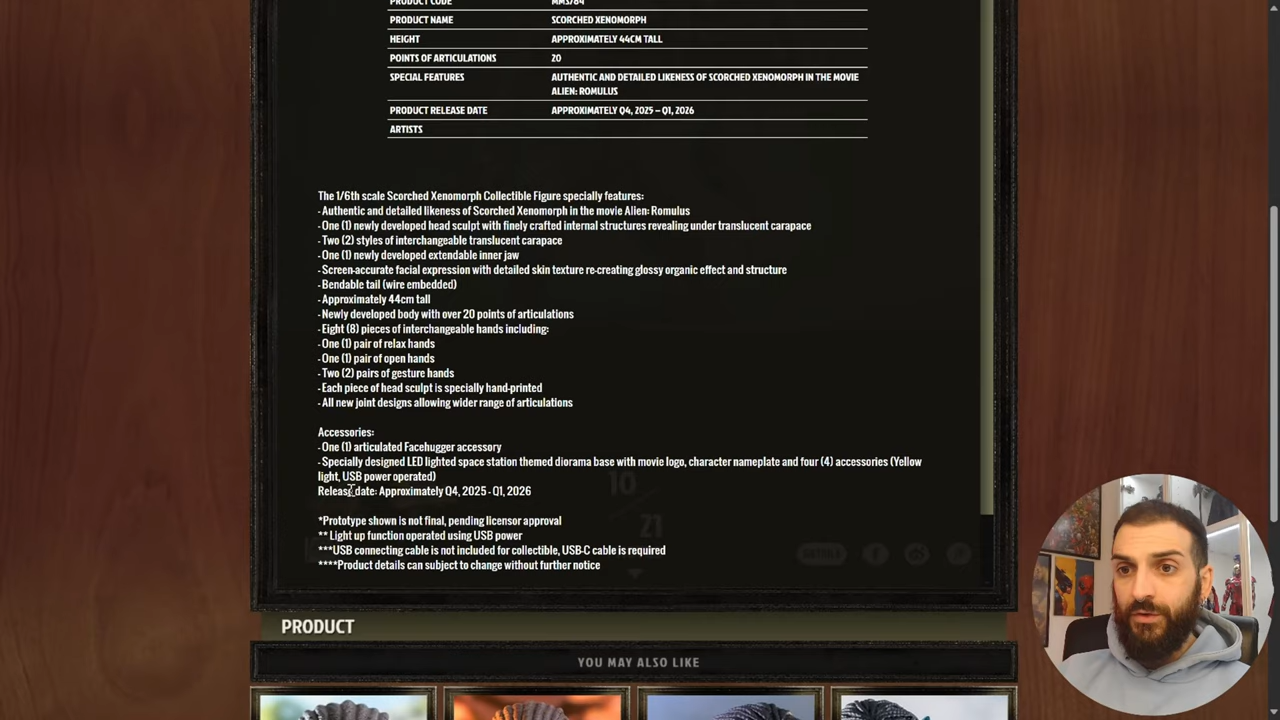 PRODUCT CODE MMS784
PRODUCT NAME SCORCHED XENOMORPH
HEIGHT APPROXIMATELY 44CM TALL
POINTS OF ARTICULATIONS 20
SPECIAL FEATURES AUTHENTIC AND DETAILED LIKENESS OF SCORCHED XENOMORPH IN THE MOVIE
ALIEN: ROMULUS
PRODUCT RELEASE DATE APPROXIMATELY Q4, 2025 – Q1, 2026
ARTISTS
The 1/6th scale Scorched Xenomorph Collectible Figure specially features:
- Authentic and detailed likeness of Scorched Xenomorph in the movie Alien: Romulus
- One (1) newly developed head sculpt with finely crafted internal structures revealing under translucent carapace
- Two (2) styles of interchangeable translucent carapace
- One (1) newly developed extendable inner jaw
- Screen-accurate facial expression with detailed skin texture re-creating glossy organic effect and structure
- Bendable tail (wire embedded)
- Approximately 44cm tall
- Newly developed body with over 20 points of articulations
- Eight (8) pieces of interchangeable hands including:
- One (1) pair of relax hands
- One (1) pair of open hands
- Two (2) pairs of gesture hands
- Each piece of head sculpt is specially hand-printed
- All new joint designs allowing wider range of articulations
Accessories:
- One (1) articulated Facehugger accessory
- Specially designed LED lighted space station themed diorama base with movie logo, character nameplate and four (4) accessories (Yellow
light, USB power operated)
Release date: Approximately Q4, 2025 - Q1, 2026
10
21
*Prototype shown is not final, pending licensor approval
** Light up function operated using USB power
***USB connecting cable is not included for collectible, USB-C cable is required
****Product details can subject to change without further notice
PRODUCT
YOU MAY ALSO LIKE